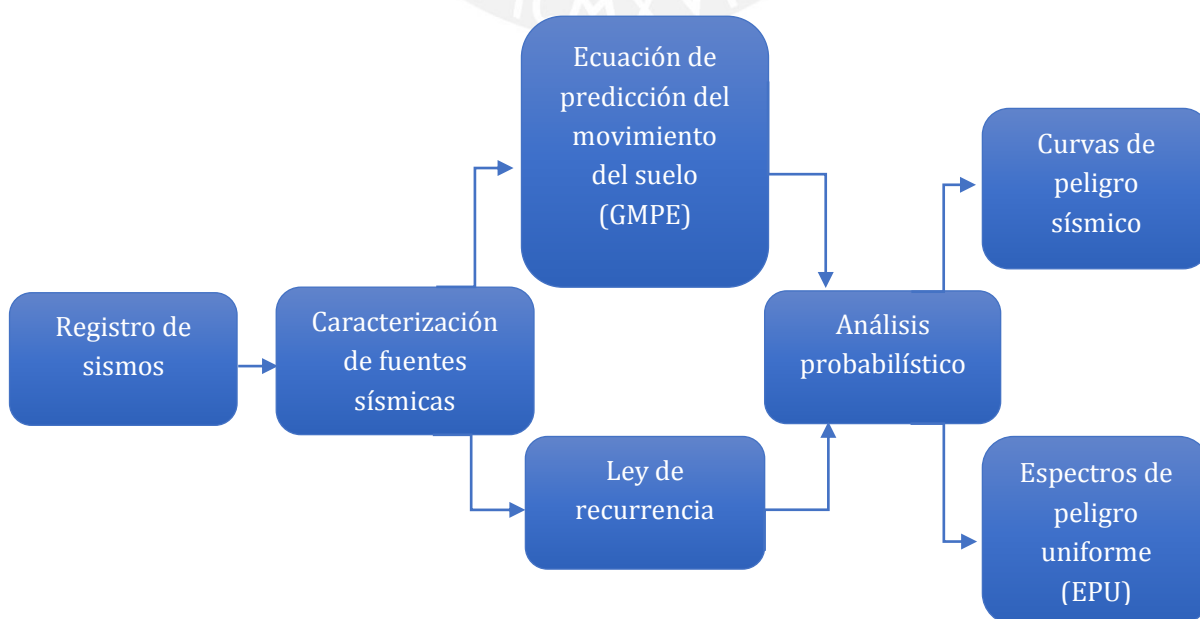 Registro de
sismos
Caracterización
de fuentes
sísmicas
Ecuación de
predicción del
movimiento
del suelo
(GMPE)
Ley de
recurrencia
Análisis
probabilístico
Curvas de
peligro
sísmico
Espectros de
peligro
uniforme
(EPU)